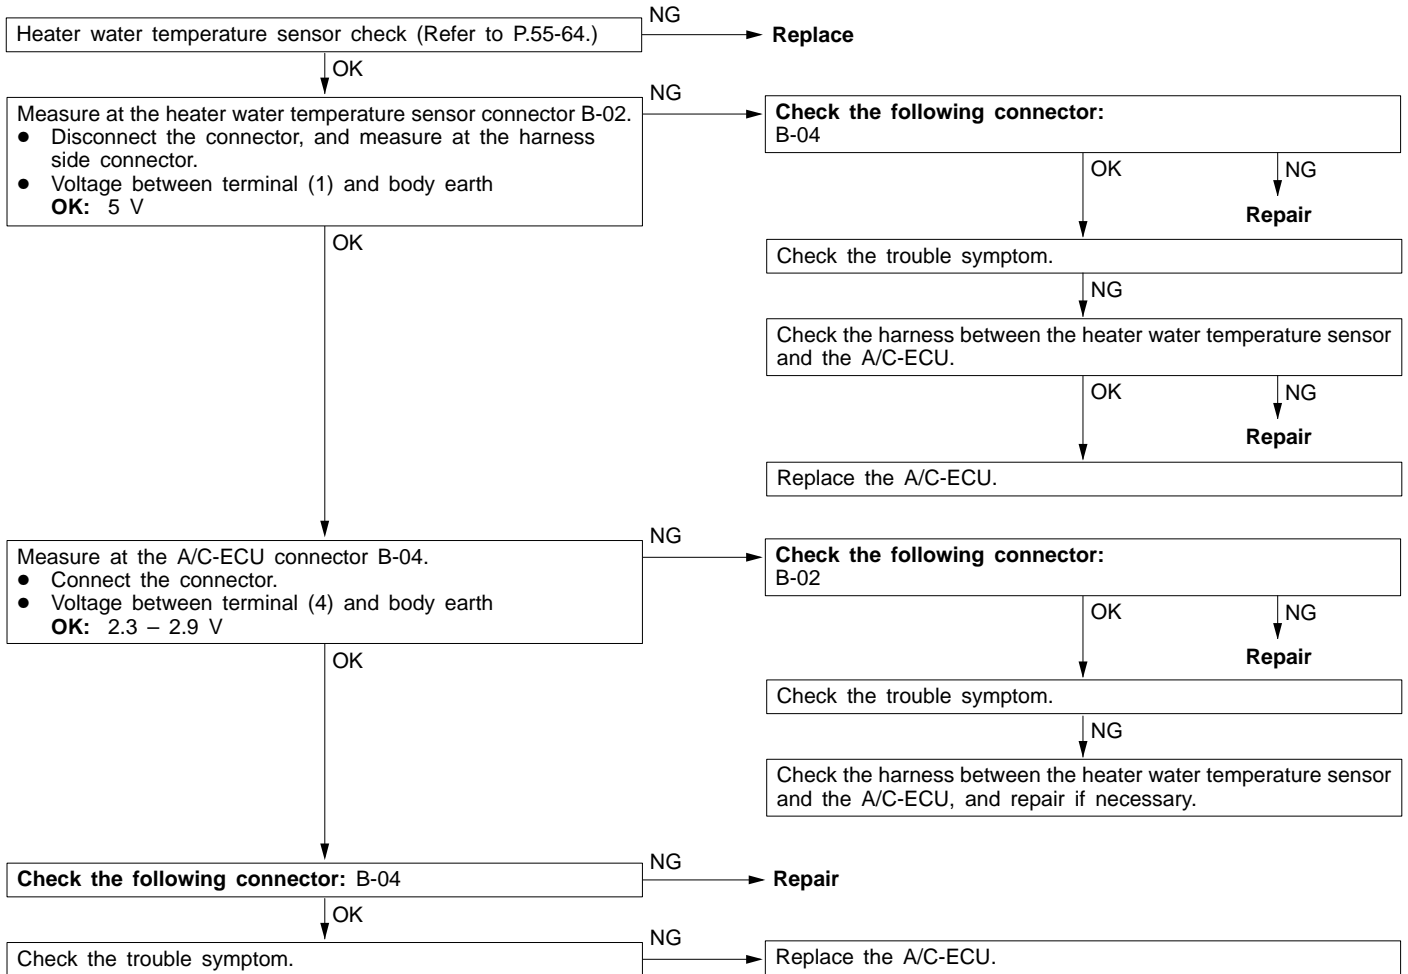 NG
Heater water temperature sensor check (Refer to P.55-64.)
Replace
OK
NG
Measure at the heater water temperature sensor connector B-02.
● Disconnect the connector, and measure at the harness
side connector.
● Voltage between terminal (1) and body earth
OK: 5 V
Check the following connector:
B-04
OK
NG
Repair
OK
Check the trouble symptom.
NG
Check the harness between the heater water temperature sensor
and the A/C-ECU.
OK
NG
Repair
Replace the A/C-ECU.
NG
Measure at the A/C-ECU connector B-04.
● Connect the connector.
● Voltage between terminal (4) and body earth
OK: 2.3 – 2.9 V
Check the following connector:
B-02
OK
NG
Repair
OK
Check the trouble symptom.
NG
Check the harness between the heater water temperature sensor
and the A/C-ECU, and repair if necessary.
NG
Check the following connector: B-04
Repair
OK
NG
Check the trouble symptom.
Replace the A/C-ECU.